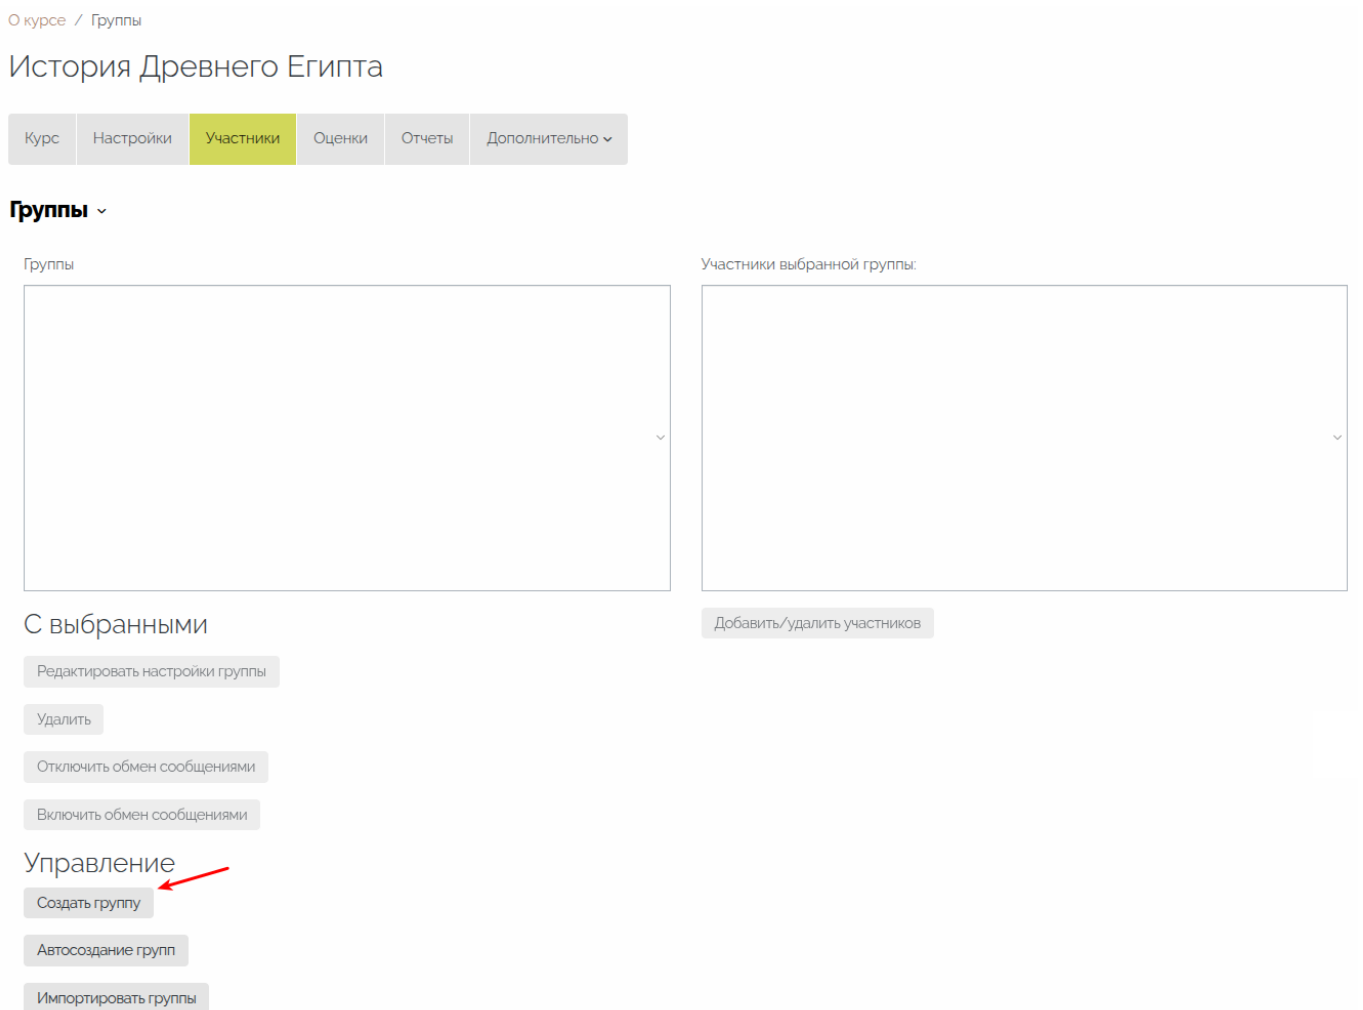 О курсе / Группы
История Древнего Египта
Курс Настройки Участники Оценки Отчеты Дополнительно
Группы
Группы
Участники выбранной группы:
С выбранными
Добавить/удалить участников
Редактировать настройки группы
Удалить
Отключить обмен сообщениями
Включить обмен сообщениями
Управление
Создать группу
Автосоздание групп
Импортировать группы